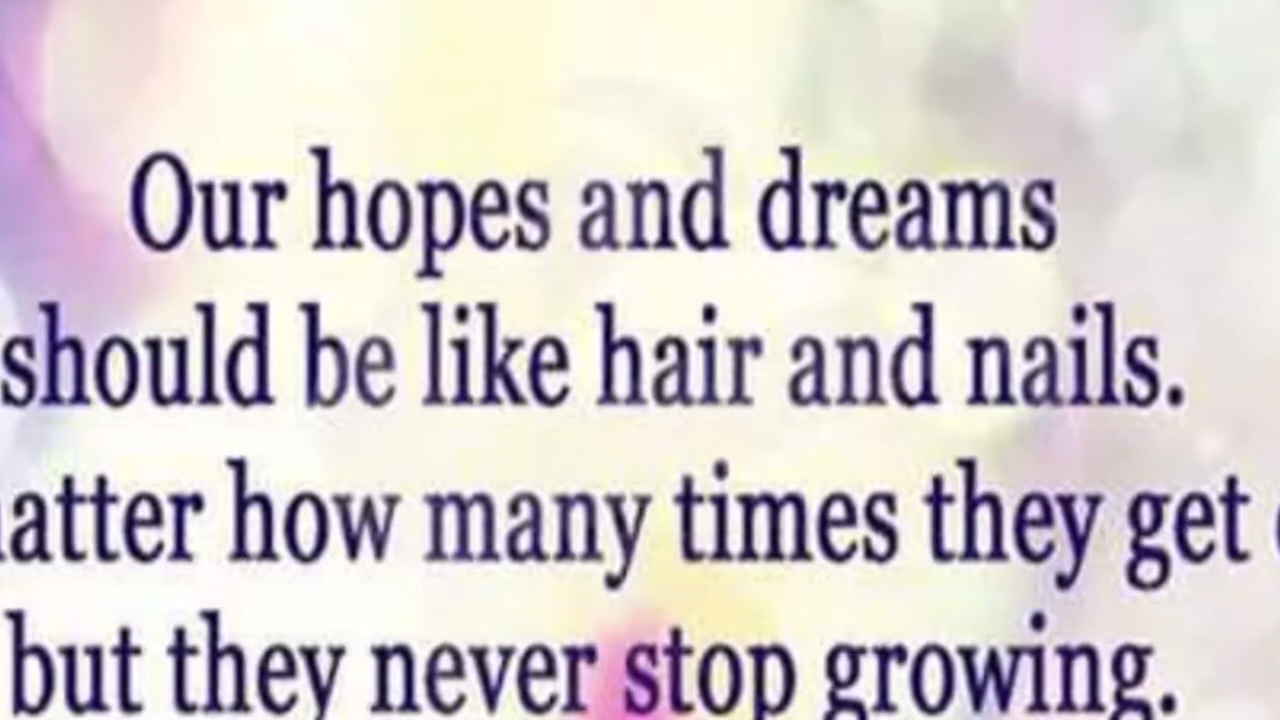 Our hopes and dreams
should be like hair and nails.
atter how many times they get
but they never stop growing.